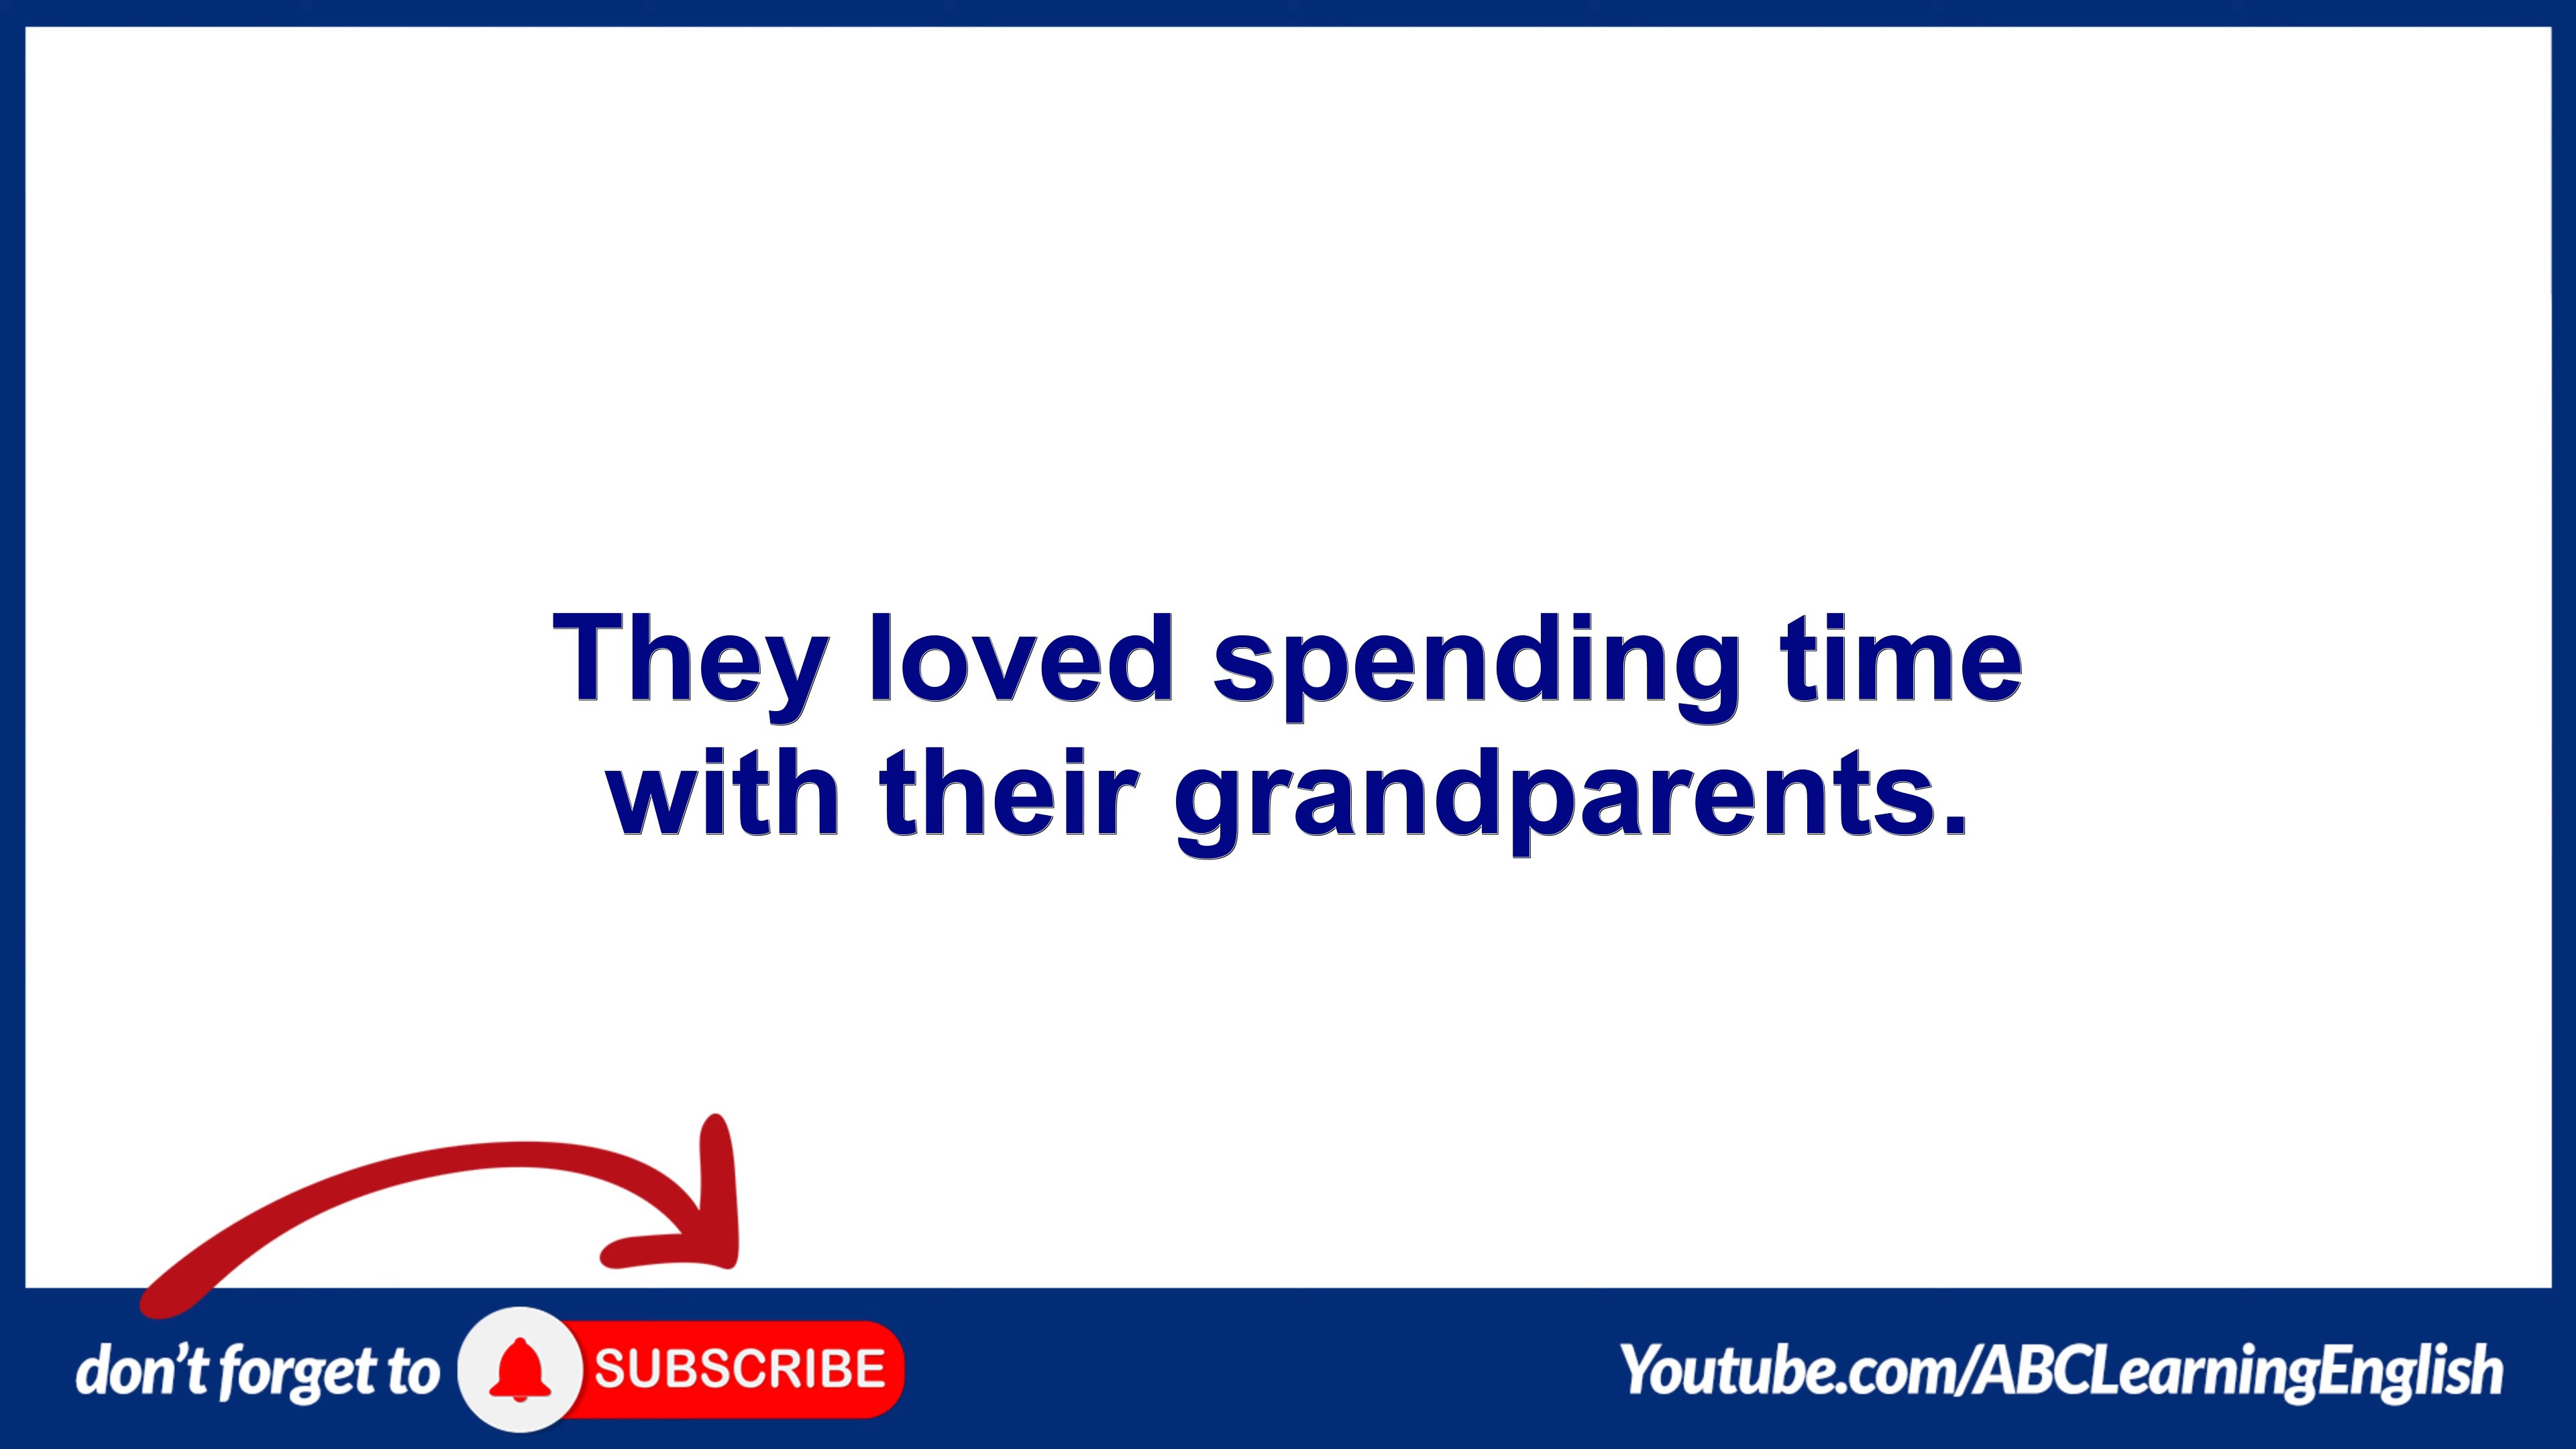 They loved spending time
with their grandparents.
don't forget to SUBSCRIBE
Youtube.com/ABCLearningEnglish